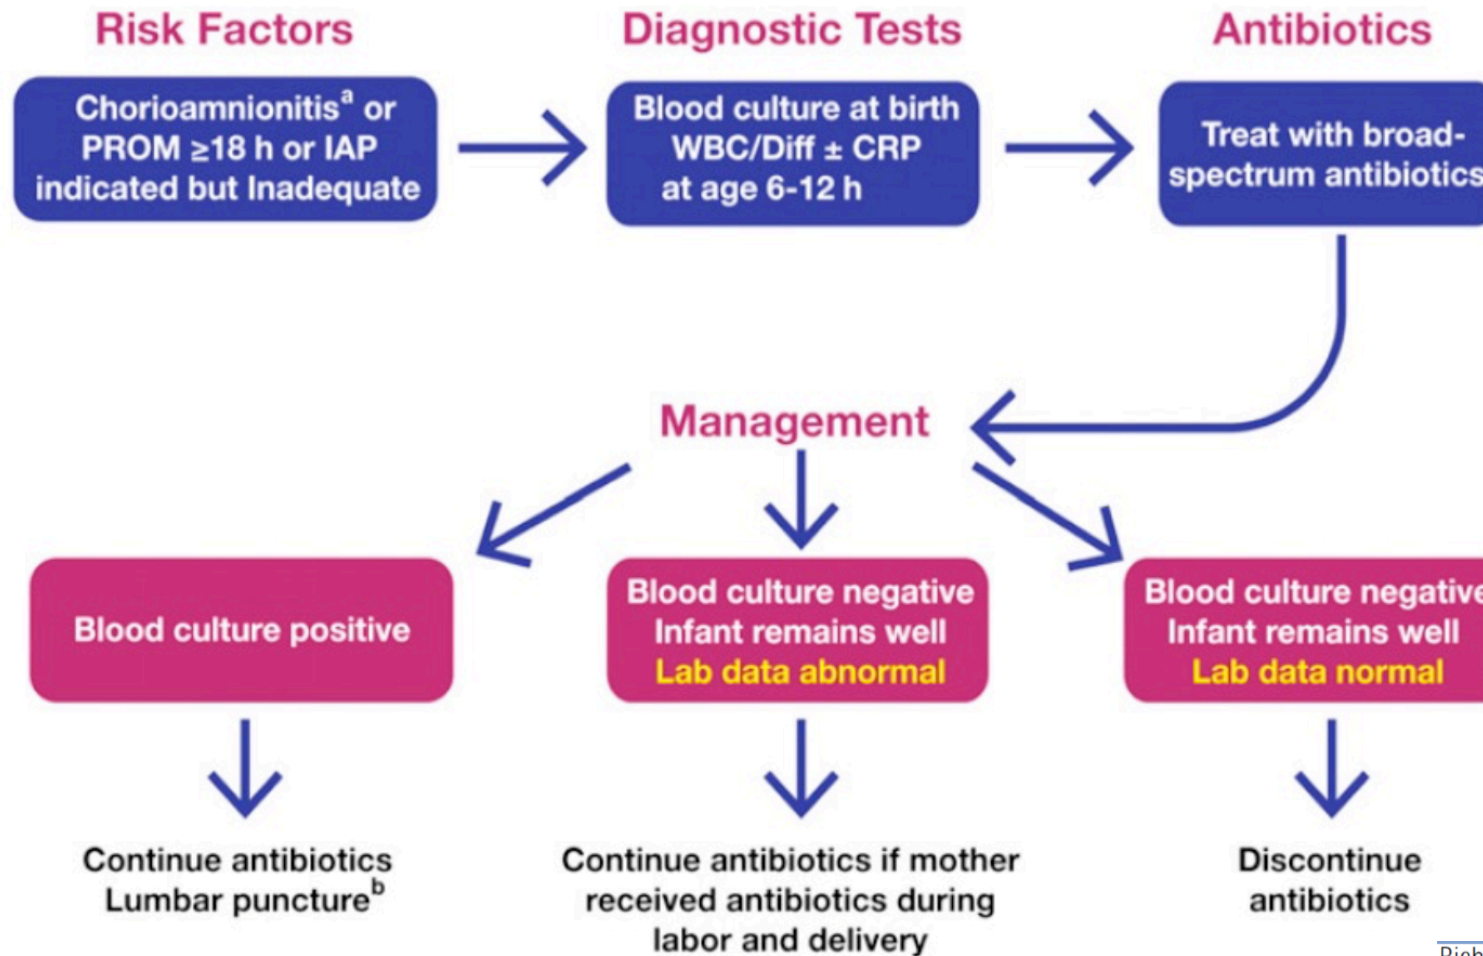 Risk Factors
Chorioamnionitisᵃ or
PROM ≥18 h or IAP
indicated but Inadequate
Diagnostic Tests
Blood culture at birth
WBC/Diff ± CRP
at age 6-12 h
Antibiotics
Treat with broad-
spectrum antibiotics
Management
Blood culture positive
Continue antibiotics
Lumbar punctureᵇ
Blood culture negative
Infant remains well
Lab data abnormal
Continue antibiotics if mother
received antibiotics during
labor and delivery
Blood culture negative
Infant remains well
Lab data normal
Discontinue
antibiotics